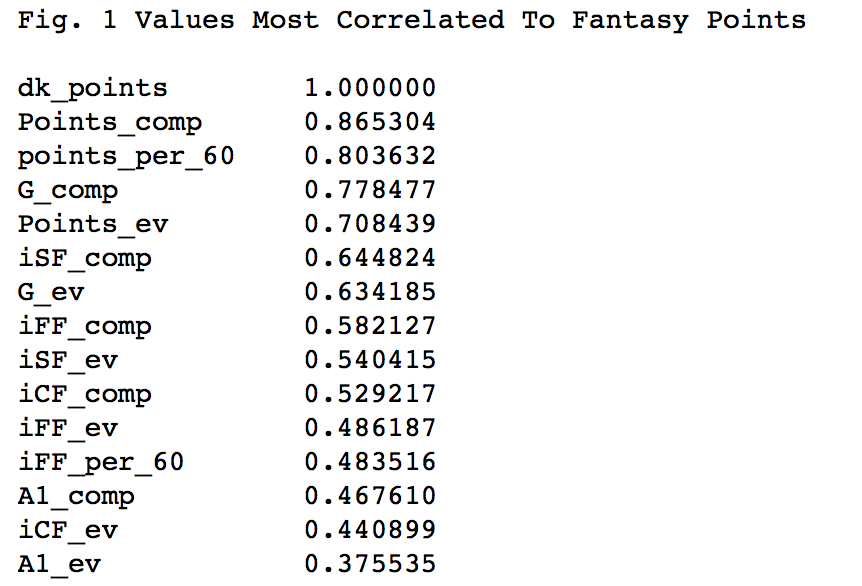 Fig. 1 Values Most Correlated To Fantasy Points
dk_points 1.000000
Points_comp 0.865304
points_per_60 0.803632
G_comp 0.778477
Points_ev 0.708439
iSF_comp 0.644824
G_ev 0.634185
iFF_comp 0.582127
iSF_ev 0.540415
iCF_comp 0.529217
iFF_ev 0.486187
iFF_per_60 0.483516
A1_comp 0.467610
iCF_ev 0.440899
A1_ev 0.375535